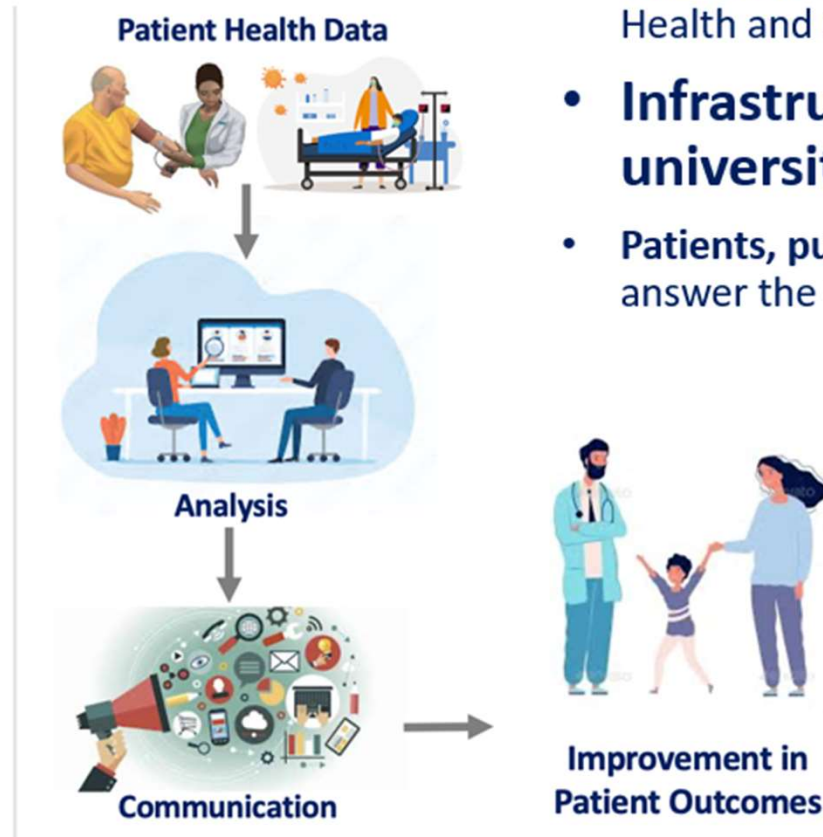 Patient Health Data
Health and
• Infrastru
universit
• Patients, pu
answer the
Analysis
Communication
Improvement in
Patient Outcomes